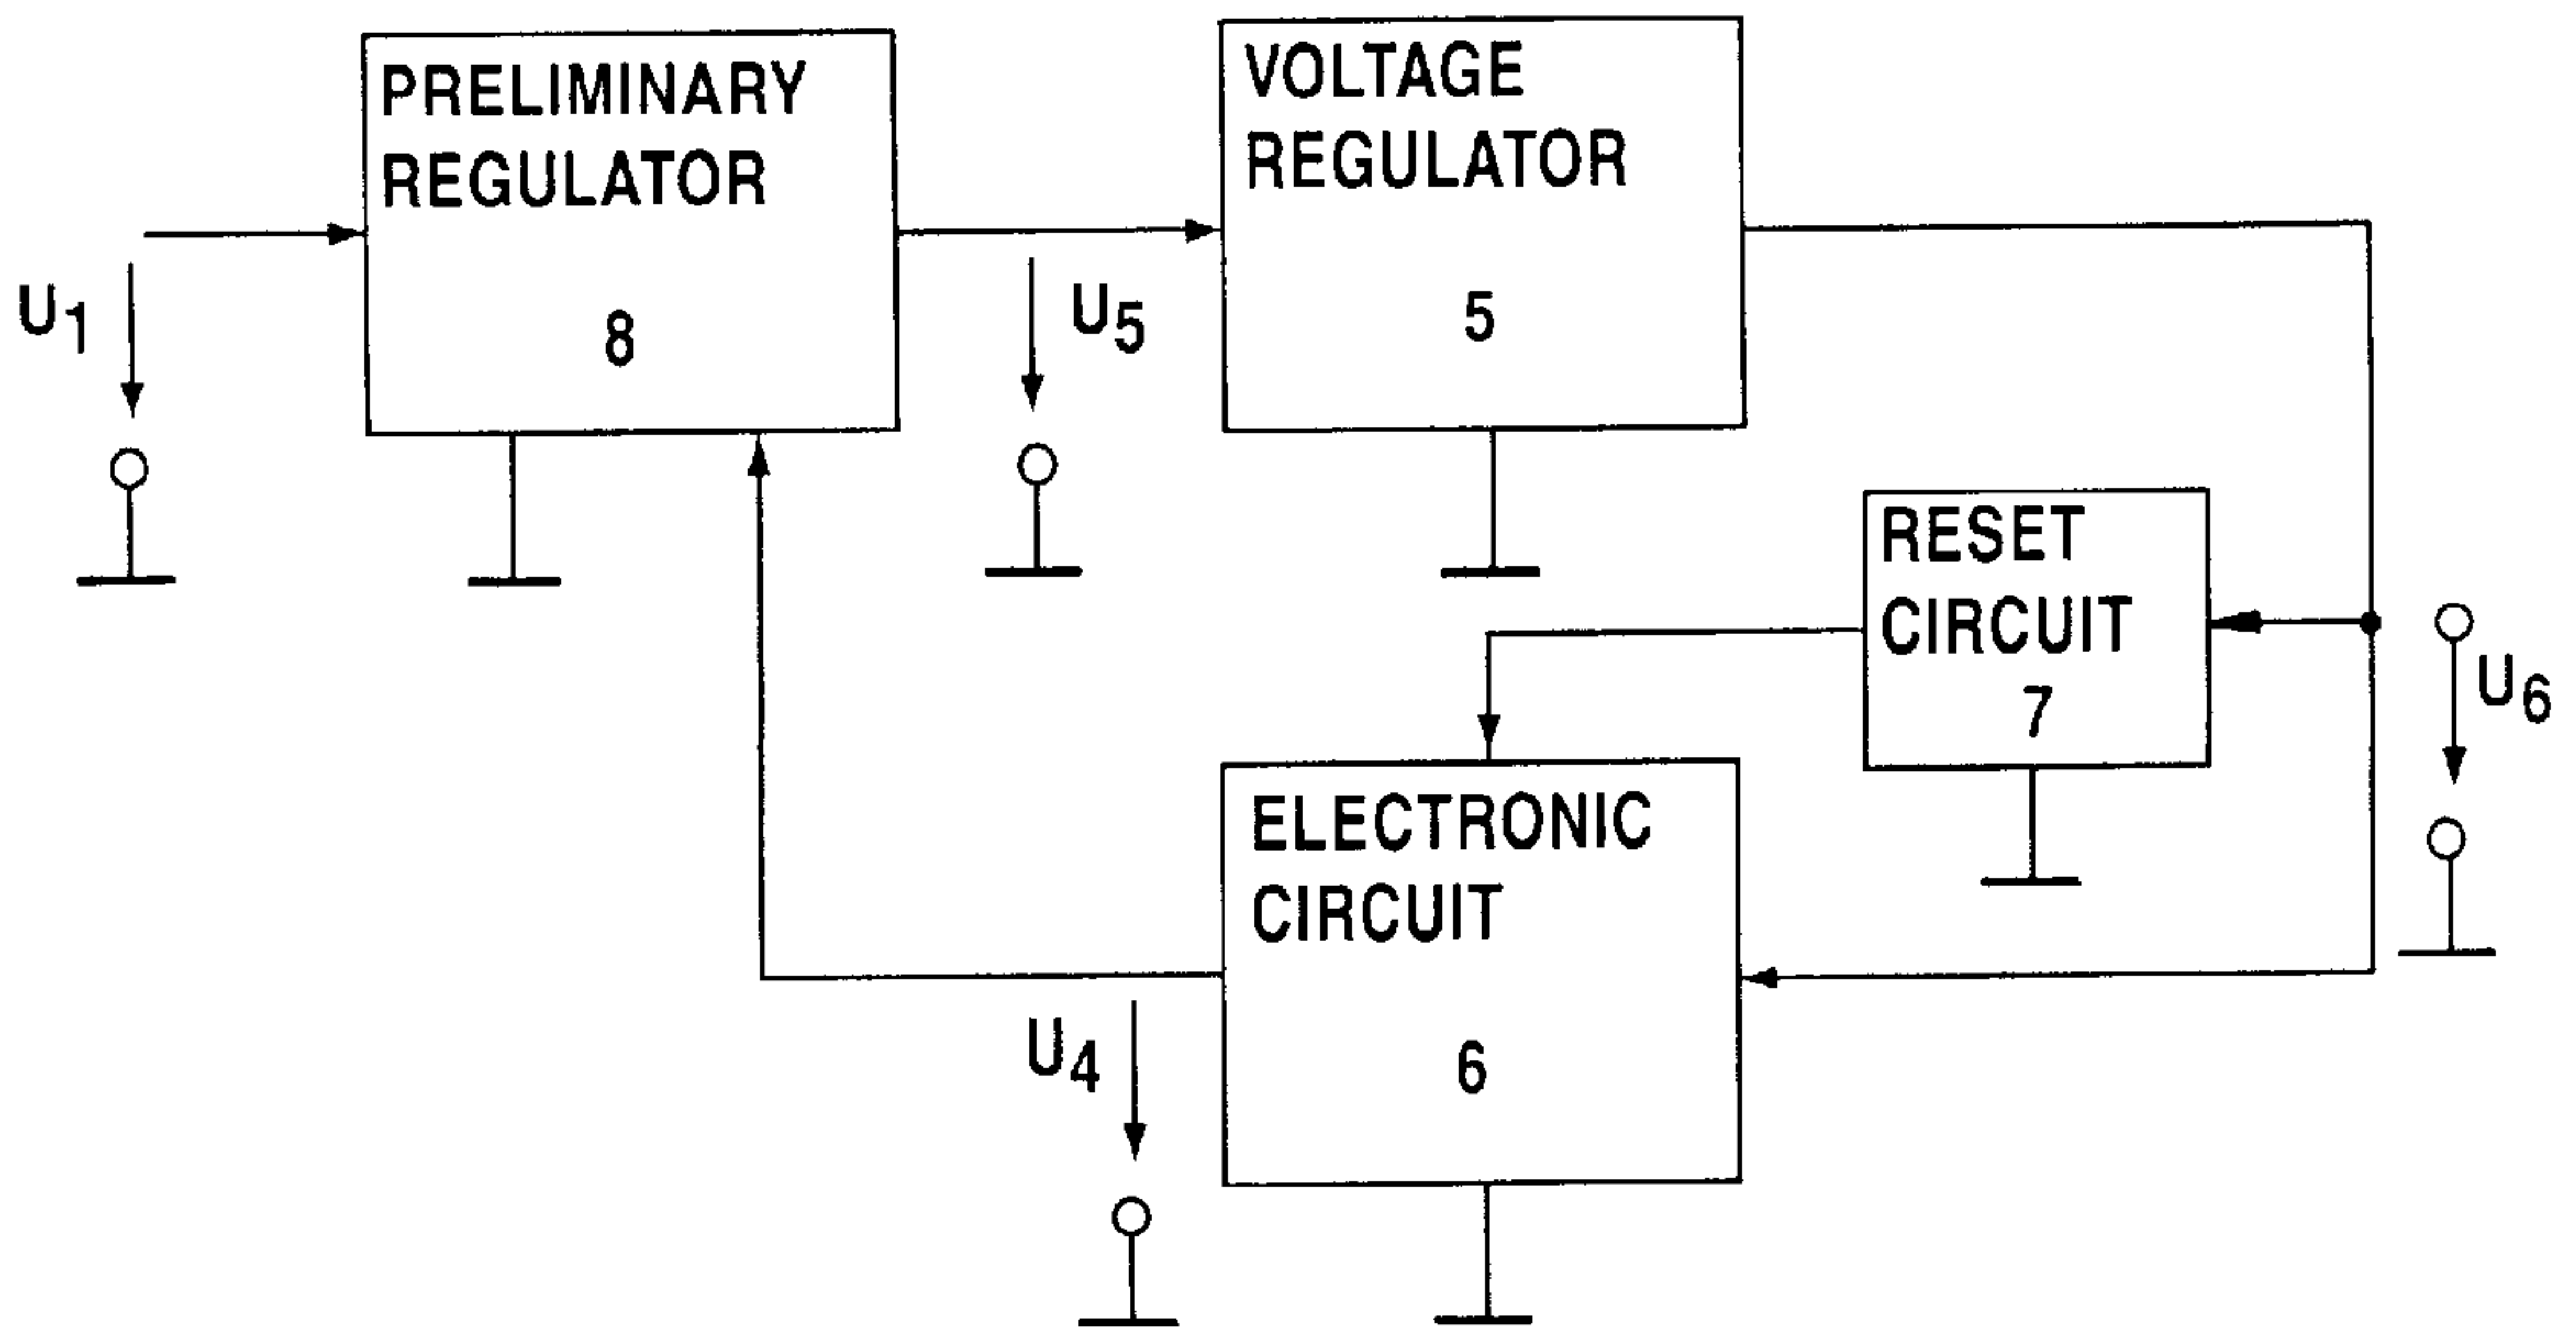 PRELIMINARY
REGULATOR
8
VOLTAGE
REGULATOR
5
U1
U5
RESET
CIRCUIT
7
U6
ELECTRONIC
CIRCUIT
6
U4